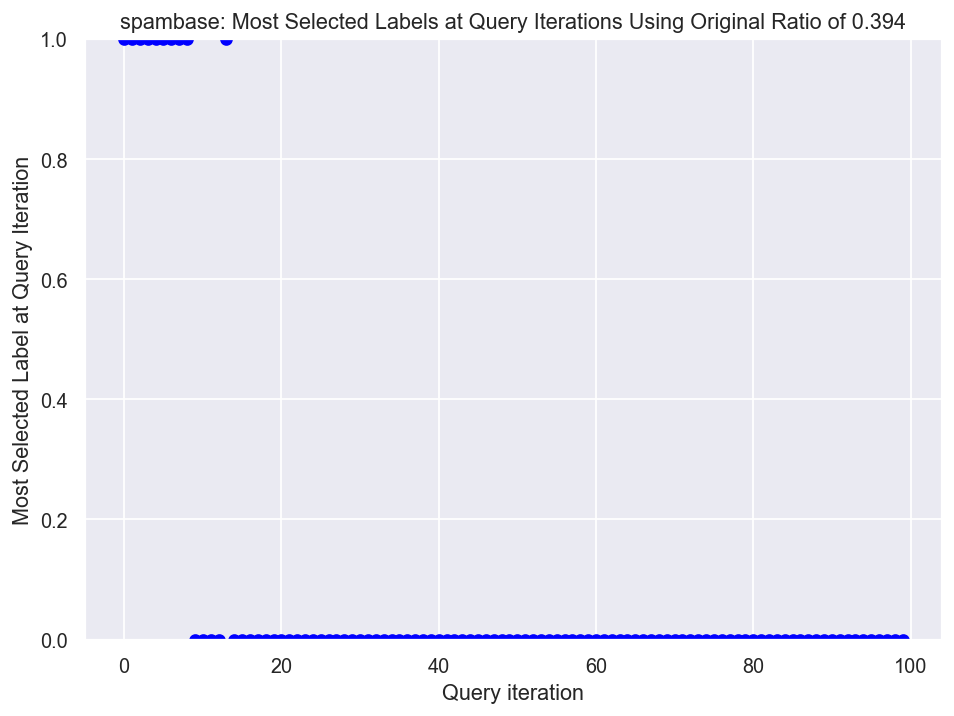 spambase: Most Selected Labels at Query Iterations Using Original Ratio of 0.394
1.0
0.8
0.6
0.4
0.2
0.0
Most Selected Label at Query Iteration
0 20 40 60 80 100
Query iteration